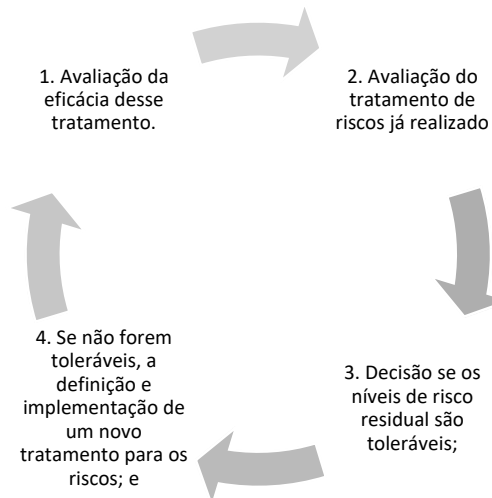 1. Avaliação da
eficácia desse
tratamento.
2. Avaliação do
tratamento de
riscos já realizado
3. Decisão se os
níveis de risco
residual são
toleráveis;
4. Se não forem
toleráveis, a
definição e
implementação de
um novo
tratamento para os
riscos; e